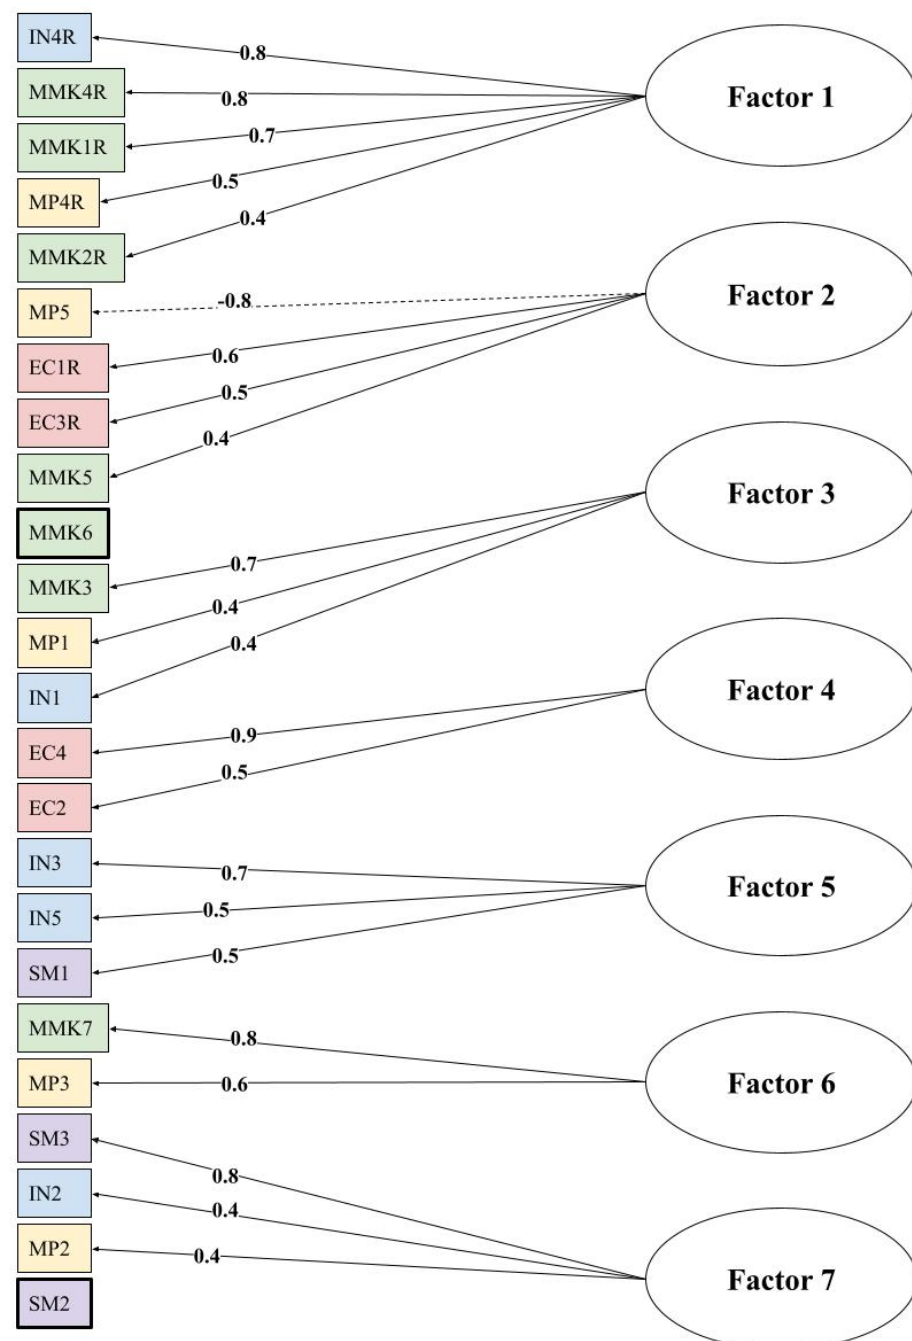 IN4R
0.8
MMK4R
0.8
Factor 1
MMK1R
0.7
MP4R
0.5
MMK2R
0.4
MP5
-0.8
Factor 2
EC1R
0.6
EC3R
0.5
MMK5
0.4
MMK6
Factor 3
MMK3
0.7
MP1
0.4
IN1
0.4
Factor 4
EC4
0.9
EC2
0.5
IN3
0.7
Factor 5
IN5
0.5
SM1
0.5
MMK7
0.8
Factor 6
MP3
0.6
SM3
0.8
IN2
0.4
MP2
0.4
Factor 7
SM2